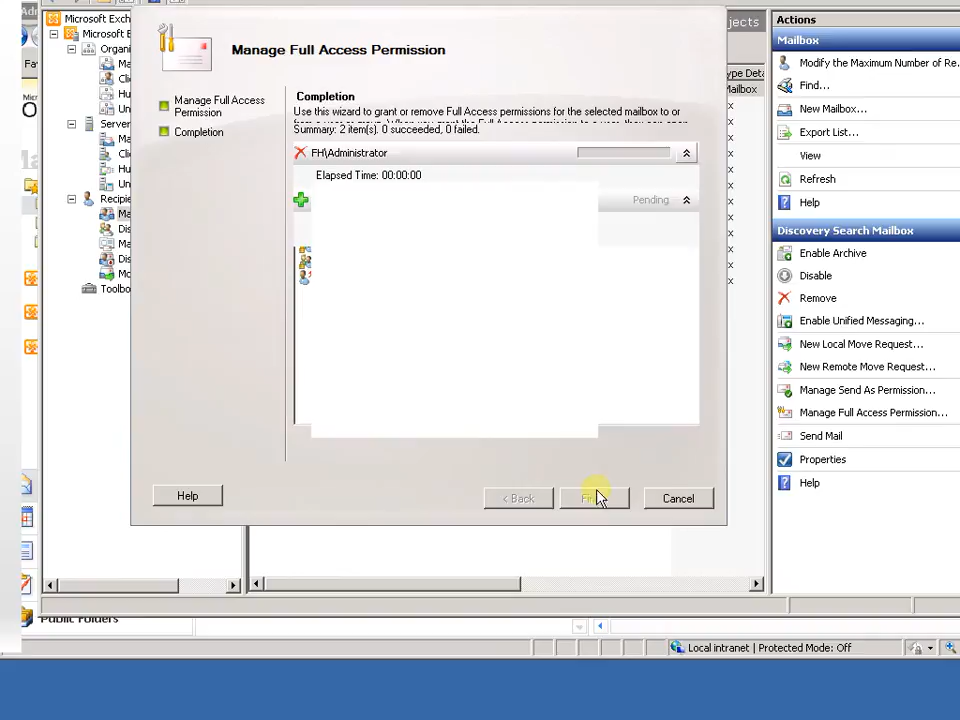 Microsoft Exch
Microsoft E
Organi
Ma
Clie
Hu
Un
Server
Ma
Clie
Hu
Un
Recipie
Ma
Dis
Ma
Dis
Mo
Toolbo
Manage Full Access Permission
Manage Full Access
Permission
Completion
Completion
Use this wizard to grant or remove Full Access permissions for the selected mailbox to or
Summary: 2 item(s). 0 succeeded, 0 failed.
FH\Administrator
Elapsed Time: 00:00:00
Pending
Help
< Back
Cancel
jects
ype Deta
Mailbox
x
x
x
x
x
x
x
x
Actions
Mailbox
Modify the Maximum Number of Re...
Find...
New Mailbox...
Export List...
View
Refresh
Help
Discovery Search Mailbox
Enable Archive
Disable
Remove
Enable Unified Messaging...
New Local Move Request...
New Remote Move Request...
Manage Send As Permission...
Manage Full Access Permission...
Send Mail
Properties
Help
Public Folders
Local intranet | Protected Mode: Off